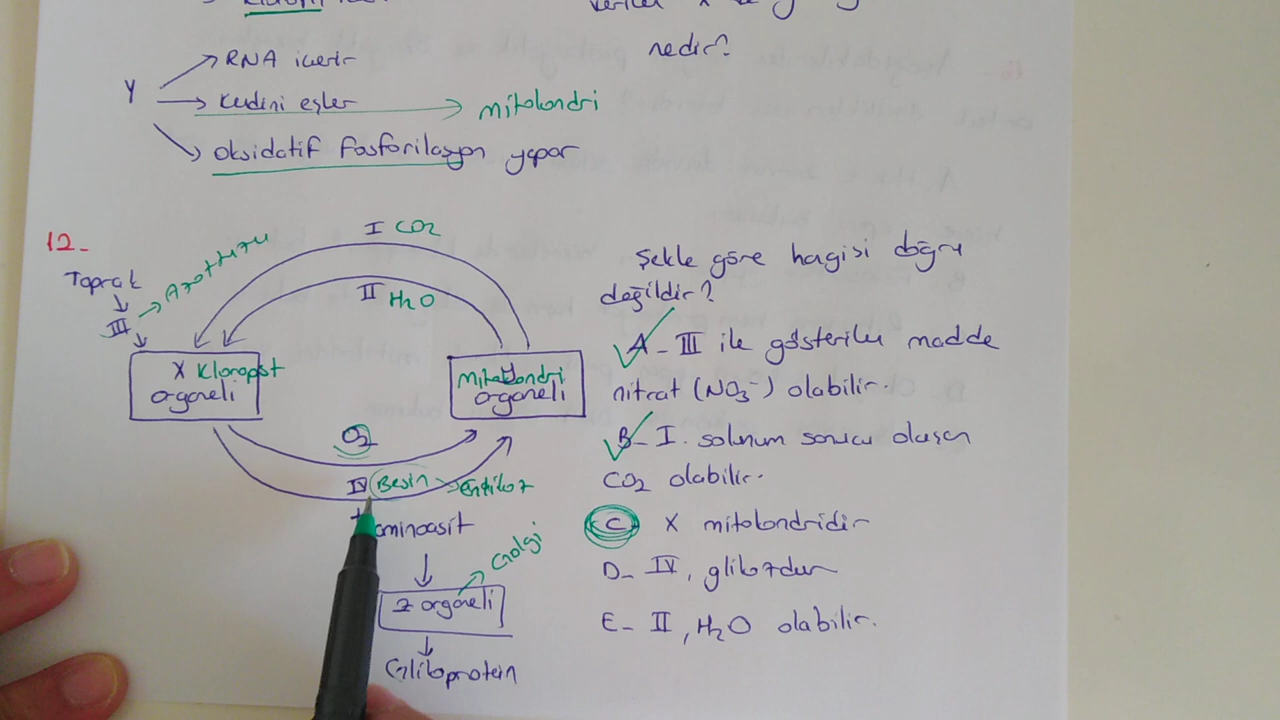 nedir?
Y
RNA içerir
Kendini eşler
mitokondri
oksidatif fosforilasyon yapar
12-
Toprak
III
Azottuzu
I CO2
II H2O
X Kloroplast
organeli
Mitokondri
organeli
O2
IV Besin Glikoz
+ aminoasit
Golgi
Z organeli
Glikoprotein
Şekle göre hangisi doğru
değildir?
A- III ile gösterilen madde
nitrat (NO3-) olabilir.
B- I. solunum sonucu oluşan
CO2 olabilir.
C- X mitokondridir
D- IV, glikozdur
E- II, H2O olabilir.